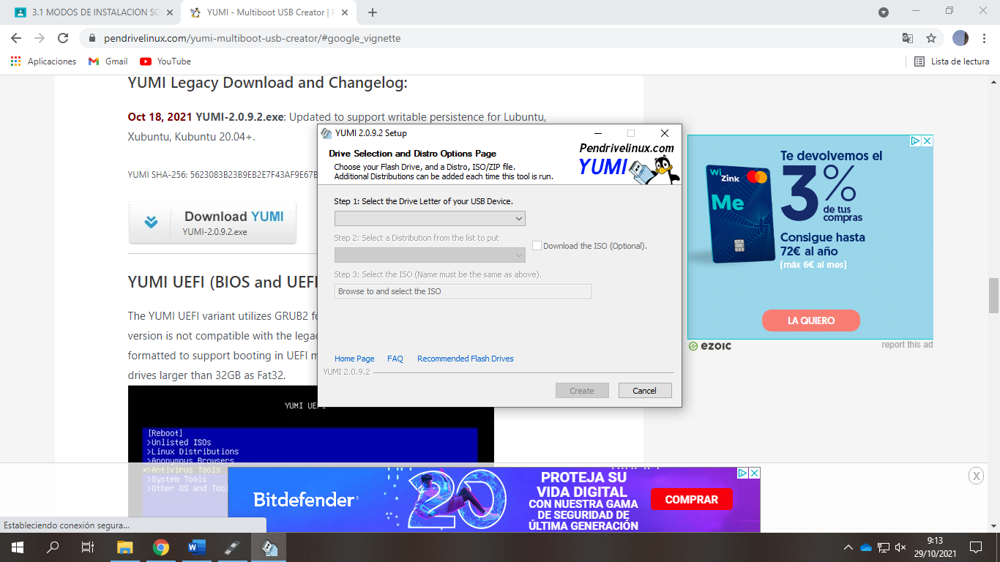 3.1 MODOS DE INSTALACION SO
YUMI - Multiboot USB Creator | P
pendrivelinux.com/yumi-multiboot-usb-creator/#google_vignette
Aplicaciones
Gmail
YouTube
Lista de lectura
YUMI Legacy Download and Changelog:
Oct 18, 2021 YUMI-2.0.9.2.exe: Updated to support writable persistence for Lubuntu,
Xubuntu, Kubuntu 20.04+.
YUMI SHA-256: 5623083B23B9EB2E7F43AF9E67B
Download YUMI
YUMI-2.0.9.2.exe
YUMI UEFI (BIOS and UEF
The YUMI UEFI variant utilizes GRUB2 fo
version is not compatible with the legac
formatted to support booting in UEFI m
drives larger than 32GB as Fat32.
YUMI UEFI
[Reboot]
>Unlisted ISOs
>Linux Distributions
>Anonymous Browsers
>Antivirus Tools
>System Tools
>Other OS and Tool
YUMI 2.0.9.2 Setup
Drive Selection and Distro Options Page
Choose your Flash Drive, and a Distro, ISO/ZIP file.
Additional Distributions can be added each time this tool is run.
Pendrivelinux.com
YUMI
Step 1: Select the Drive Letter of your USB Device.
Step 2: Select a Distribution from the list to put
Download the ISO (Optional).
Step 3: Select the ISO (Name must be the same as above).
Browse to and select the ISO
Home Page
FAQ
Recommended Flash Drives
YUMI 2.0.9.2
Create
Cancel
WiZink
Me
Te devolvemos el
3%
de tus
compras
Consigue hasta
72€ al año
(máx 6€ al mes)
LA QUIERO
ezoic
report this ad
Bitdefender
20
PROTEJA SU
VIDA DIGITAL
CON NUESTRA GAMA
DE SEGURIDAD DE
ÚLTIMA GENERACIÓN
COMPRAR
Estableciendo conexión segura...
9:13
29/10/2021